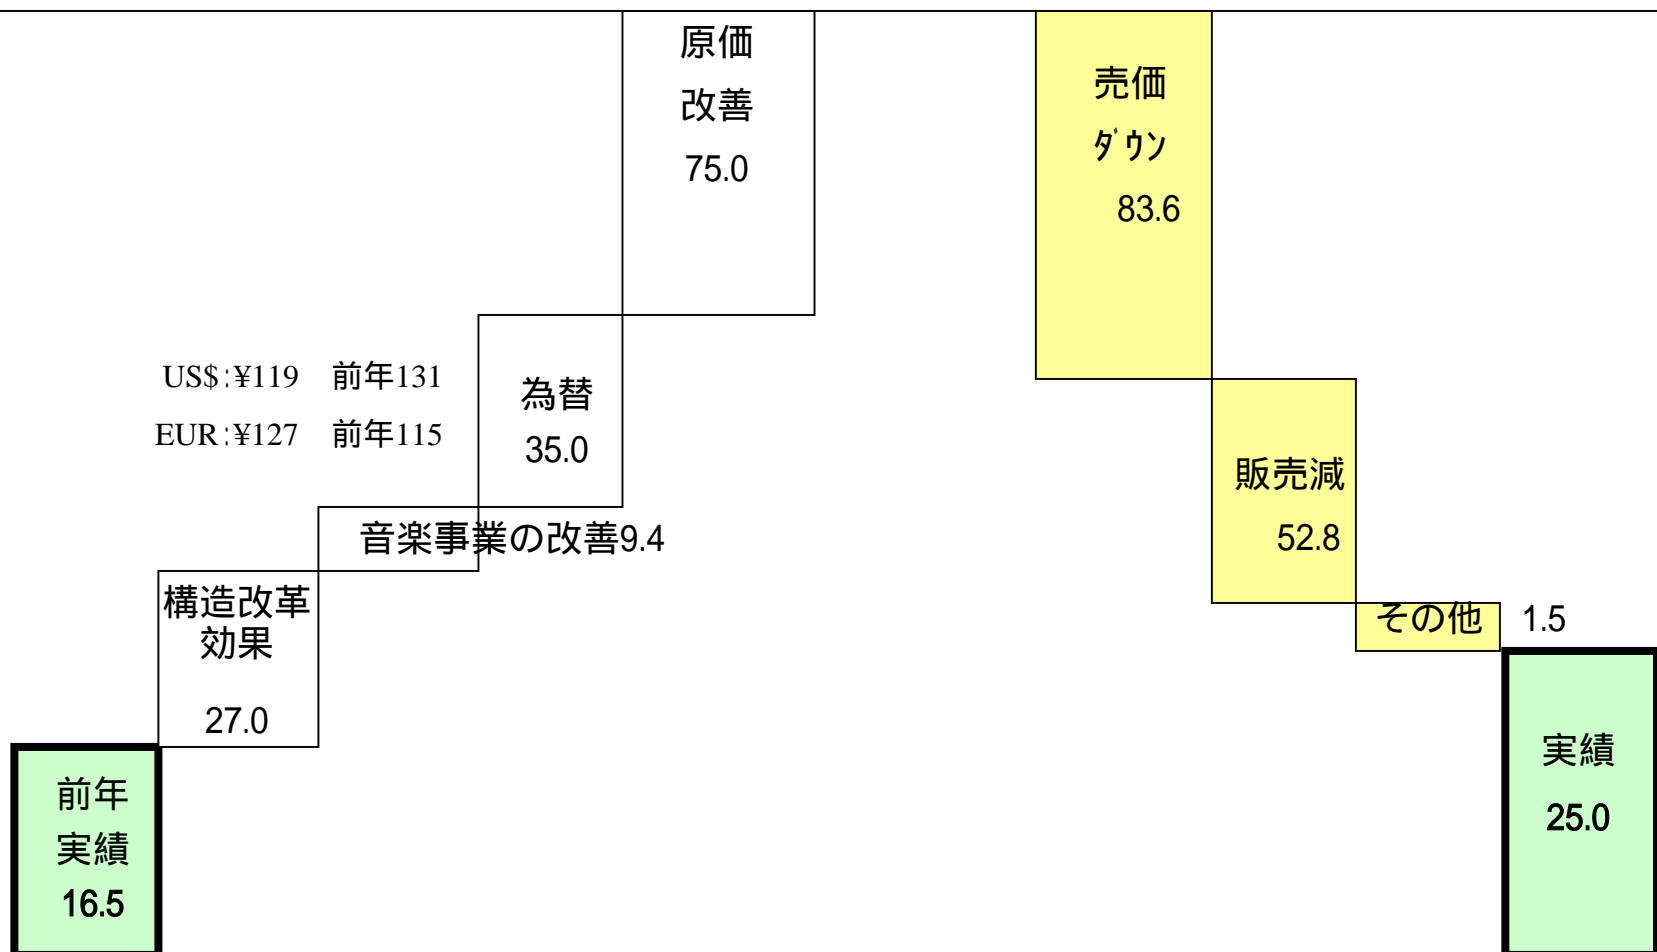 原価
改善
75.0
売価
ﾀﾞｳﾝ
83.6
US$:¥119 前年131
EUR:¥127 前年115
為替
35.0
販売減
52.8
音楽事業の改善9.4
構造改革
効果
27.0
その他 1.5
前年
実績
16.5
実績
25.0